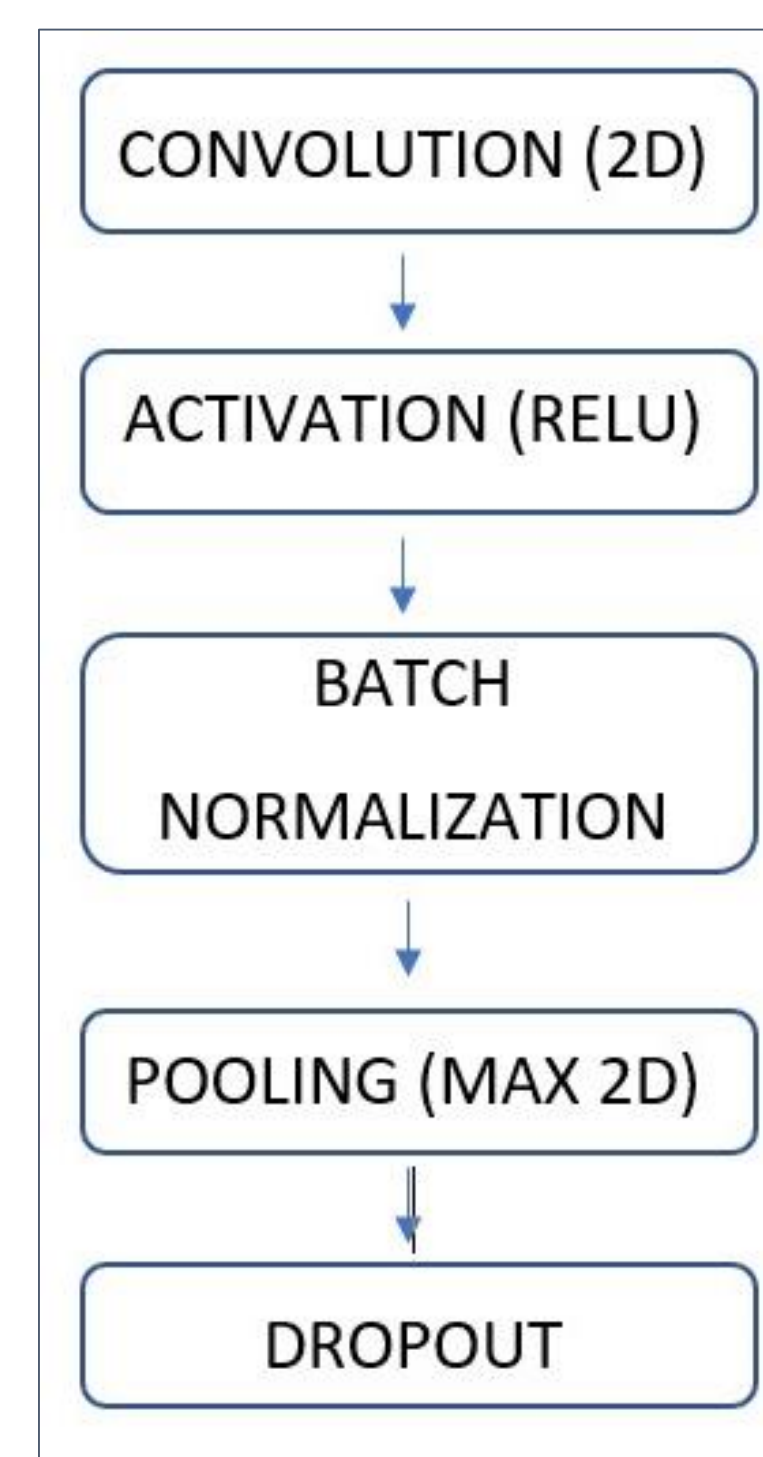 CONVOLUTION (2D)
ACTIVATION (RELU)
BATCH
NORMALIZATION
POOLING (MAX 2D)
DROPOUT